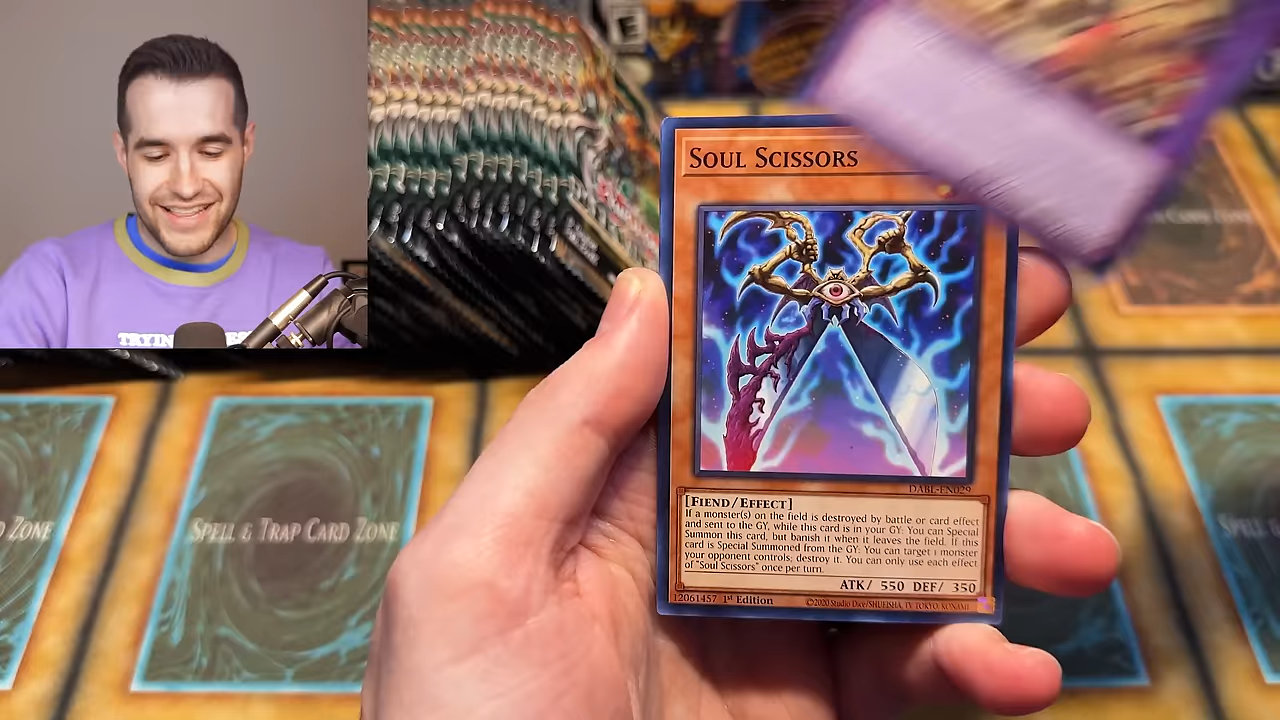 SOUL SCISSORS
DABL-EN029
[FIEND/EFFECT]
If a monster(s) on the field is destroyed by battle or card effect
and sent to the GY, while this card is in your GY: You can Special
Summon this card, but banish it when it leaves the field. If this
card is Special Summoned from the GY: You can target 1 monster
your opponent controls; destroy it. You can only use each effect
of "Soul Scissors" once per turn.
ATK/ 550 DEF/ 350
12061457 1st Edition ©2020 Studio Dice/SHUEISHA, TV TOKYO, KONAMI
TRYIN
D ZONE
SPELL & TRAP CARD ZONE
SPELL &